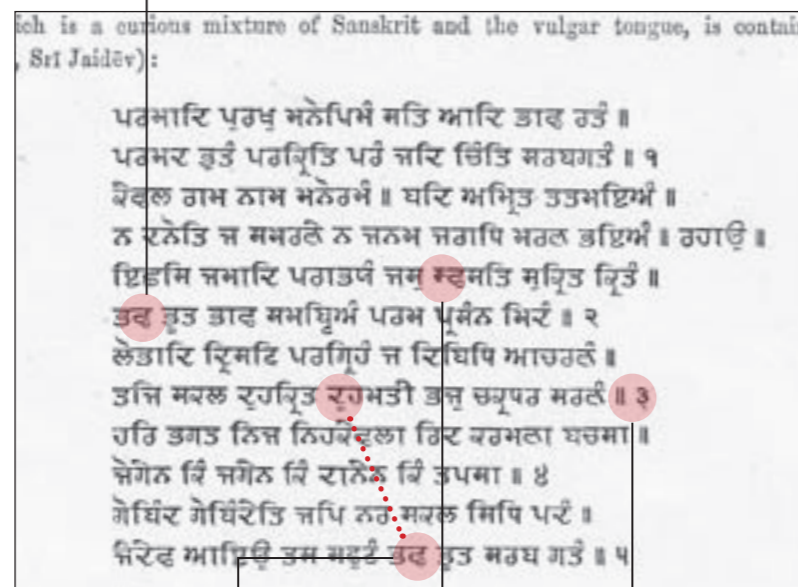 ich is a curious mixture of Sanskrit and the vulgar tongue, is contai
, Srī Jaidēv):
ਪਰਮਾਦਿ ਪੁਰਖੁ ਮਨੋਪਿਮੰ ਸਤਿ ਆਦਿ ਭਾਵ ਰਤੰ ॥
ਪਰਮਦ ਭੁਤੰ ਪਰਕ੍ਰਿਤਿ ਪਰੰ ਜਦਿ ਚਿੰਤਿ ਸਰਬਗਤੰ ॥ ੧
ਕੇਵਲ ਰਾਮ ਨਾਮ ਮਨੋਰਮੰ ॥ ਬਦਿ ਅਮ੍ਰਿਤ ਤਤਮਇਅੰ ॥
ਨ ਦਨੋਤਿ ਜ ਸਮਰਣੇ ਨ ਜਨਮ ਜਰਾਧਿ ਮਰਣ ਭਇਅੰ ॥ ਰਹਾਉ ॥
ਇਛਸਿ ਜਮਾਦਿ ਪਰਾਭਯੰ ਜਸੁ ਸ੍ਵਸਤਿ ਸੁਕ੍ਰਿਤ ਕ੍ਰਿਤੰ ॥
ਭਵ ਭੂਤ ਭਾਵ ਪਰਮ ਪ੍ਰਸੰਨ ਮਿਦੰ ॥ ੨
ਲੋਭਾਦਿ ਦ੍ਰਿਸਟਿ ਪਰਗ੍ਰਿਹੰ ਜ ਦਿਬਿਧਿ ਆਚਰਣੰ ॥
ਤਜਿ ਸਕਲ ਦੁਹਕ੍ਰਿਤ ਦੁਹਮਤੀ ਭਜੁ ਚਕ੍ਰਧਰ ਸਰਣੰ ॥ ੩
ਹਰਿ ਭਗਤ ਨਿਜ ਨਿਹਕੇਵਲਾ ਰਿਦ ਕਰਮਣਾ ਬਚਸਾ ॥
ਜੋਗੇਨ ਕਿੰ ਜਗੇਨ ਕਿੰ ਦਾਨੇਨ ਕਿੰ ਤਪਸਾ ॥ ੪
ਗੋਬਿੰਦ ਗੋਬਿੰਦੇਤਿ ਜਪਿ ਨਰ ਸਕਲ ਸਿਧਿ ਪਦੰ ॥
ਜੈਦੇਵ ਆਇਉ ਤਸ ਸਫੁਟੰ ਭਵ ਭੂਤ ਸਰਬ ਗਤੰ ॥ ੫